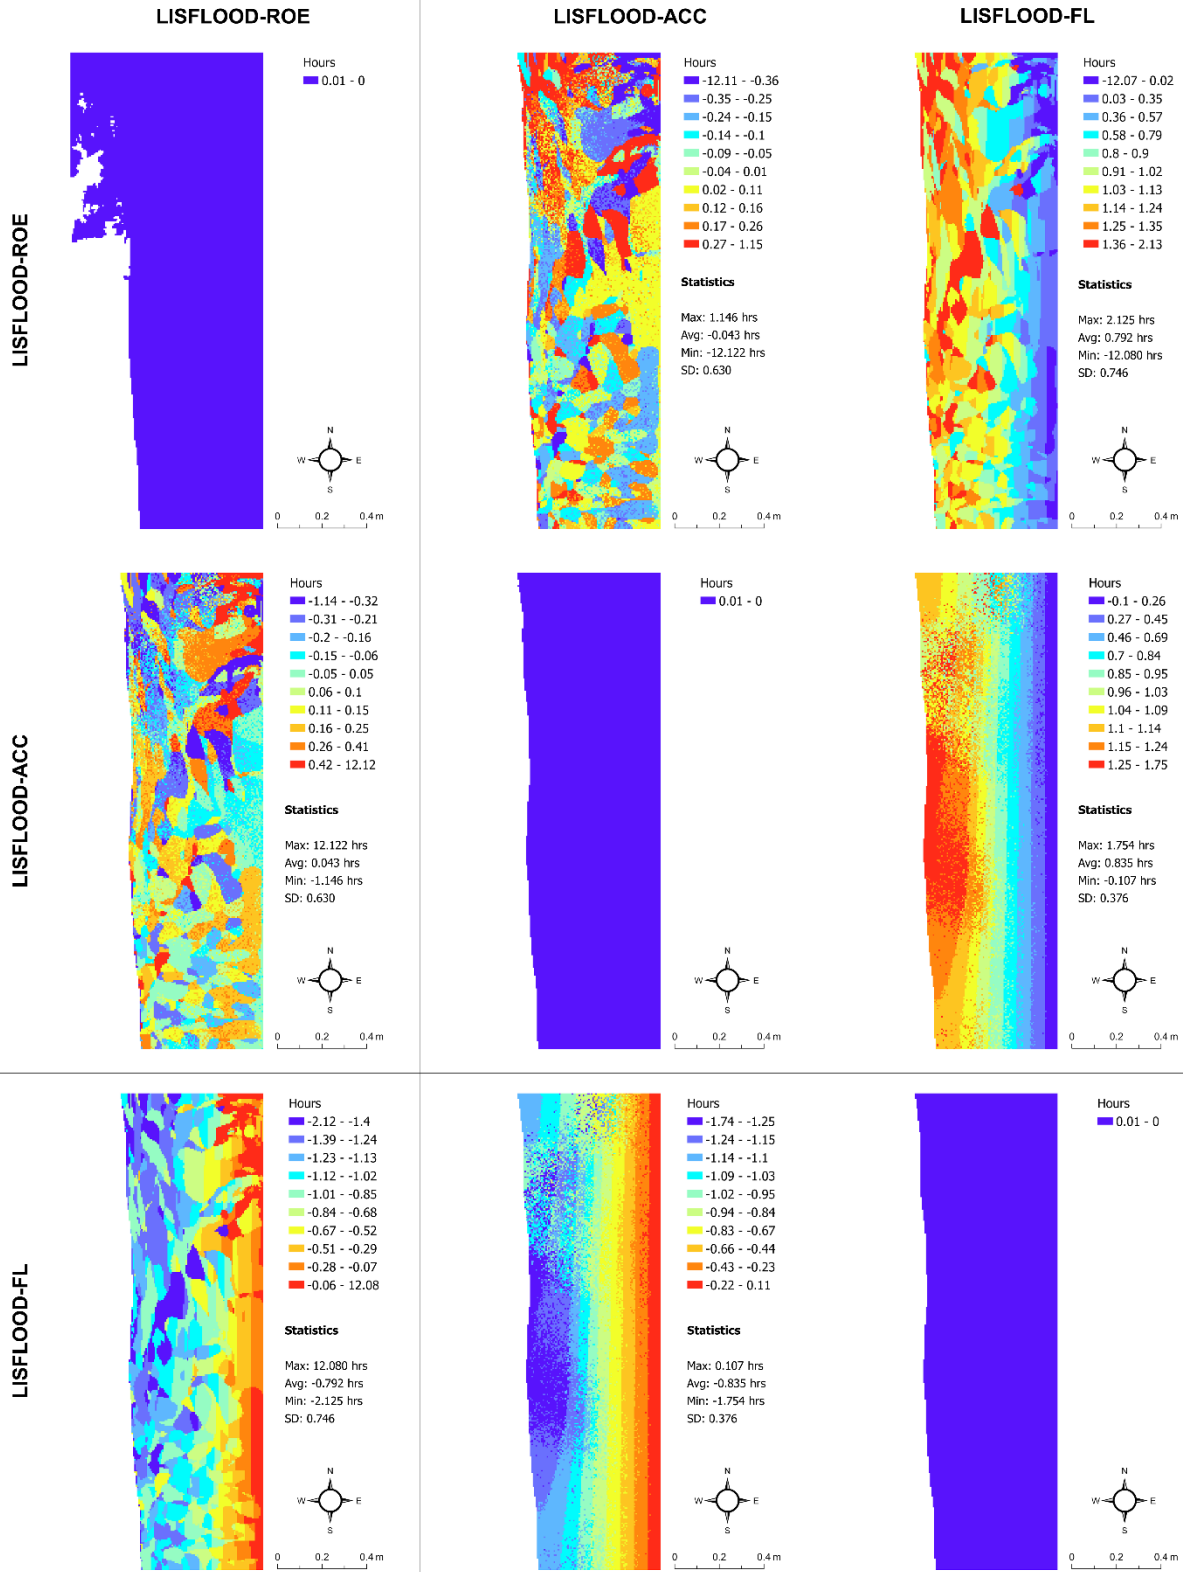 LISFLOOD-ROE
LISFLOOD-ACC
LISFLOOD-FL
LISFLOOD-ROE
Hours
0.01 - 0
N
W E
S
0 0.2 0.4 m
Hours
-12.11 - -0.36
-0.35 - -0.25
-0.24 - -0.15
-0.14 - -0.1
-0.09 - -0.05
-0.04 - 0.01
0.02 - 0.11
0.12 - 0.16
0.17 - 0.26
0.27 - 1.15
Statistics
Max: 1.146 hrs
Avg: -0.043 hrs
Min: -12.122 hrs
SD: 0.630
N
W E
S
0 0.2 0.4 m
Hours
-12.07 - 0.02
0.03 - 0.35
0.36 - 0.57
0.58 - 0.79
0.8 - 0.9
0.91 - 1.02
1.03 - 1.13
1.14 - 1.24
1.25 - 1.35
1.36 - 2.13
Statistics
Max: 2.125 hrs
Avg: 0.792 hrs
Min: -12.080 hrs
SD: 0.746
N
W E
S
0 0.2 0.4 m
LISFLOOD-ACC
Hours
-1.14 - -0.32
-0.31 - -0.21
-0.2 - -0.16
-0.15 - -0.06
-0.05 - 0.05
0.06 - 0.1
0.11 - 0.15
0.16 - 0.25
0.26 - 0.41
0.42 - 12.12
Statistics
Max: 12.122 hrs
Avg: 0.043 hrs
Min: -1.146 hrs
SD: 0.630
N
W E
S
0 0.2 0.4 m
Hours
0.01 - 0
N
W E
S
0 0.2 0.4 m
Hours
-0.1 - 0.26
0.27 - 0.45
0.46 - 0.69
0.7 - 0.84
0.85 - 0.95
0.96 - 1.03
1.04 - 1.09
1.1 - 1.14
1.15 - 1.24
1.25 - 1.75
Statistics
Max: 1.754 hrs
Avg: 0.835 hrs
Min: -0.107 hrs
SD: 0.376
N
W E
S
0 0.2 0.4 m
LISFLOOD-FL
Hours
-2.12 - -1.4
-1.39 - -1.24
-1.23 - -1.13
-1.12 - -1.02
-1.01 - -0.85
-0.84 - -0.68
-0.67 - -0.52
-0.51 - -0.29
-0.28 - -0.07
-0.06 - 12.08
Statistics
Max: 12.080 hrs
Avg: -0.792 hrs
Min: -2.125 hrs
SD: 0.746
N
W E
S
0 0.2 0.4 m
Hours
-1.74 - -1.25
-1.24 - -1.15
-1.14 - -1.1
-1.09 - -1.03
-1.02 - -0.95
-0.94 - -0.84
-0.83 - -0.67
-0.66 - -0.44
-0.43 - -0.23
-0.22 - 0.11
Statistics
Max: 0.107 hrs
Avg: -0.835 hrs
Min: -1.754 hrs
SD: 0.376
N
W E
S
0 0.2 0.4 m
Hours
0.01 - 0
N
W E
S
0 0.2 0.4 m